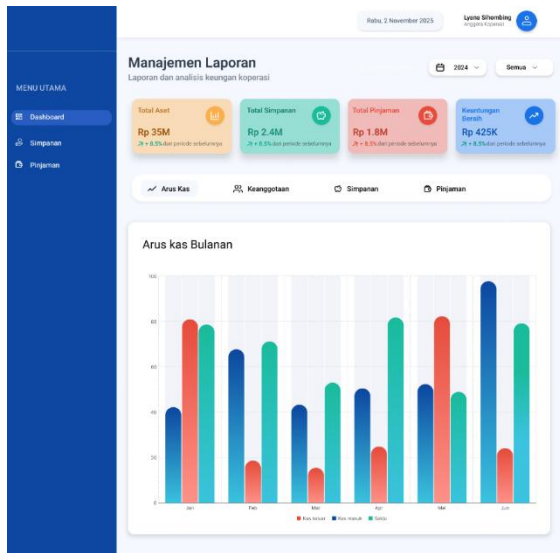 Rabu, 2 November 2025
Lyona Sihombing
anggota koperasi
MENU UTAMA
Dashboard
Simpanan
Pinjaman
Manajemen Laporan
Laporan dan analisis keungan koperasi
2024
Semua
Total Aset
Rp 35M
+ 8.5% dari periode sebelumnya
Total Simpanan
Rp 2.4M
+ 8.5% dari periode sebelumnya
Total Pinjaman
Rp 1.8M
+ 8.5% dari periode sebelumnya
Keuntungan
Bersih
Rp 425K
+ 8.5% dari periode sebelumnya
Arus Kas
Keanggotaan
Simpanan
Pinjaman
Arus kas Bulanan
100
80
60
40
20
0
Jan
Feb
Mar
Apr
Mei
Jun
Kas keluar
Kas masuk
Saldo